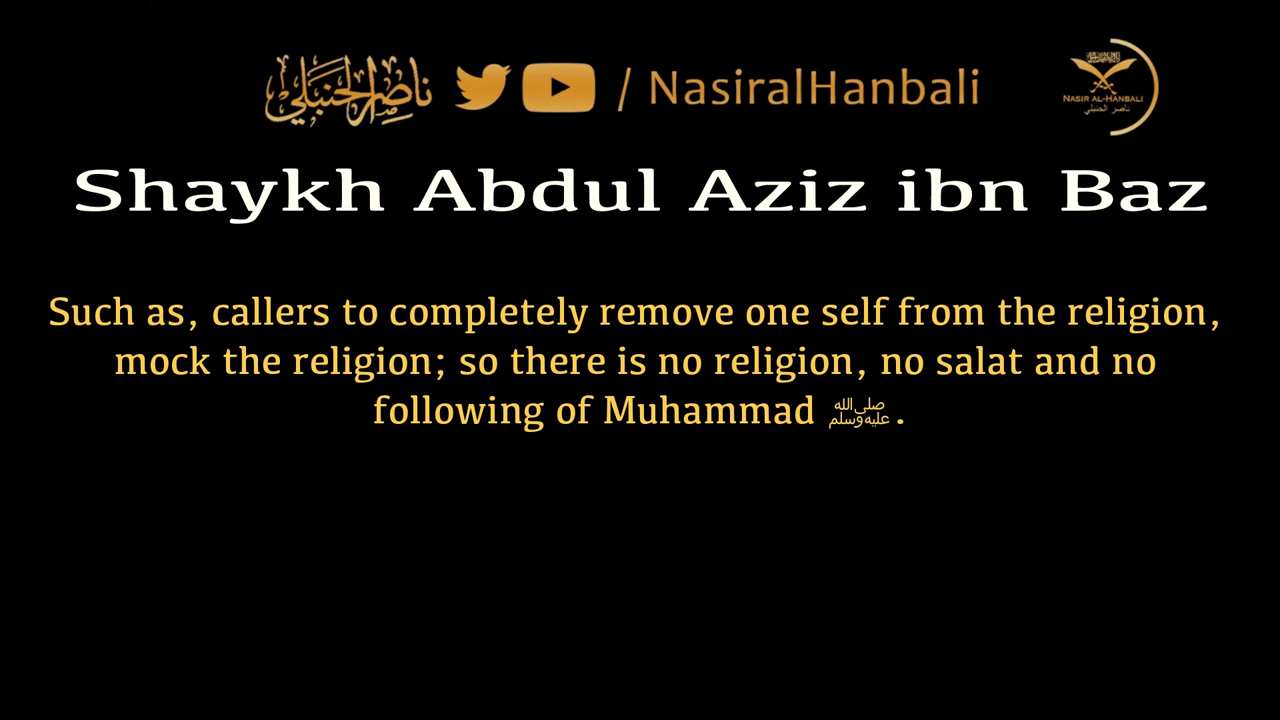 ناصر الحنبلي / NasiralHanbali
NASIR AL-HANBALI
ناصر الحنبلي
Shaykh Abdul Aziz ibn Baz
Such as, callers to completely remove one self from the religion,
mock the religion; so there is no religion, no salat and no
following of Muhammad ﷺ.